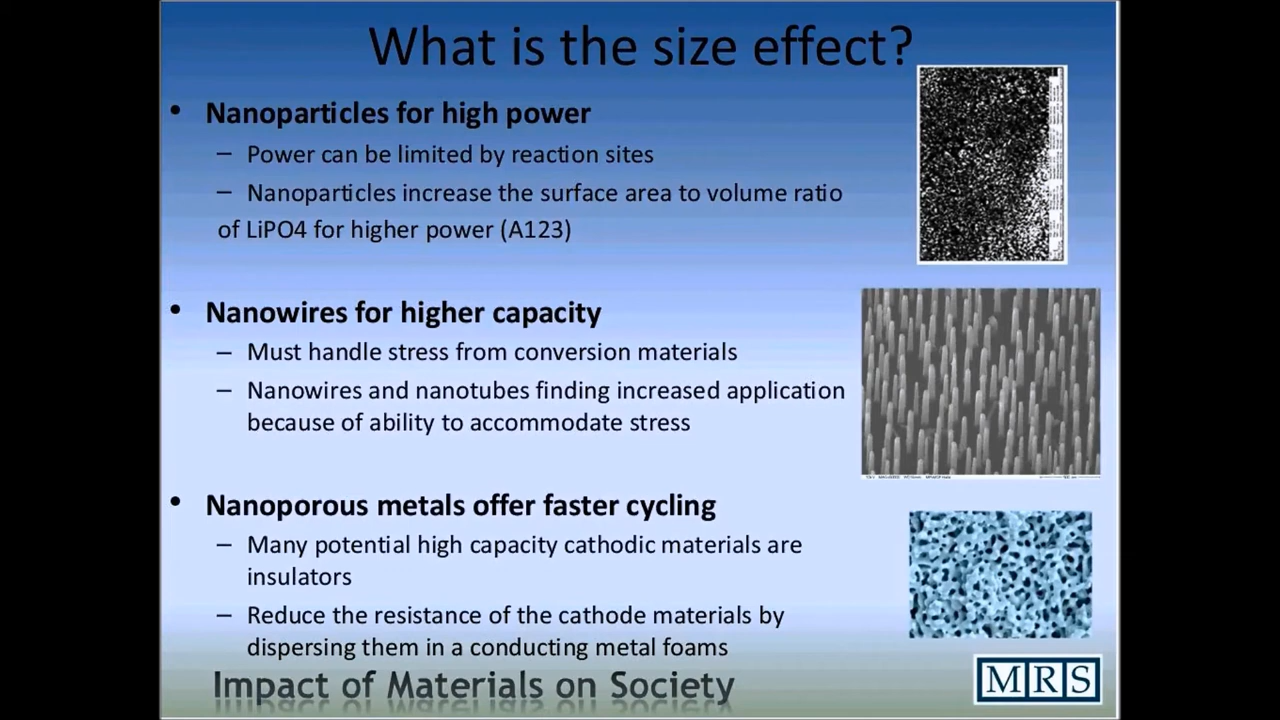 What is the size effect?
• Nanoparticles for high power
– Power can be limited by reaction sites
– Nanoparticles increase the surface area to volume ratio
of LiPO4 for higher power (A123)
• Nanowires for higher capacity
– Must handle stress from conversion materials
– Nanowires and nanotubes finding increased application
because of ability to accommodate stress
• Nanoporous metals offer faster cycling
– Many potential high capacity cathodic materials are
insulators
– Reduce the resistance of the cathode materials by
dispersing them in a conducting metal foams
Impact of Materials on Society
MRS